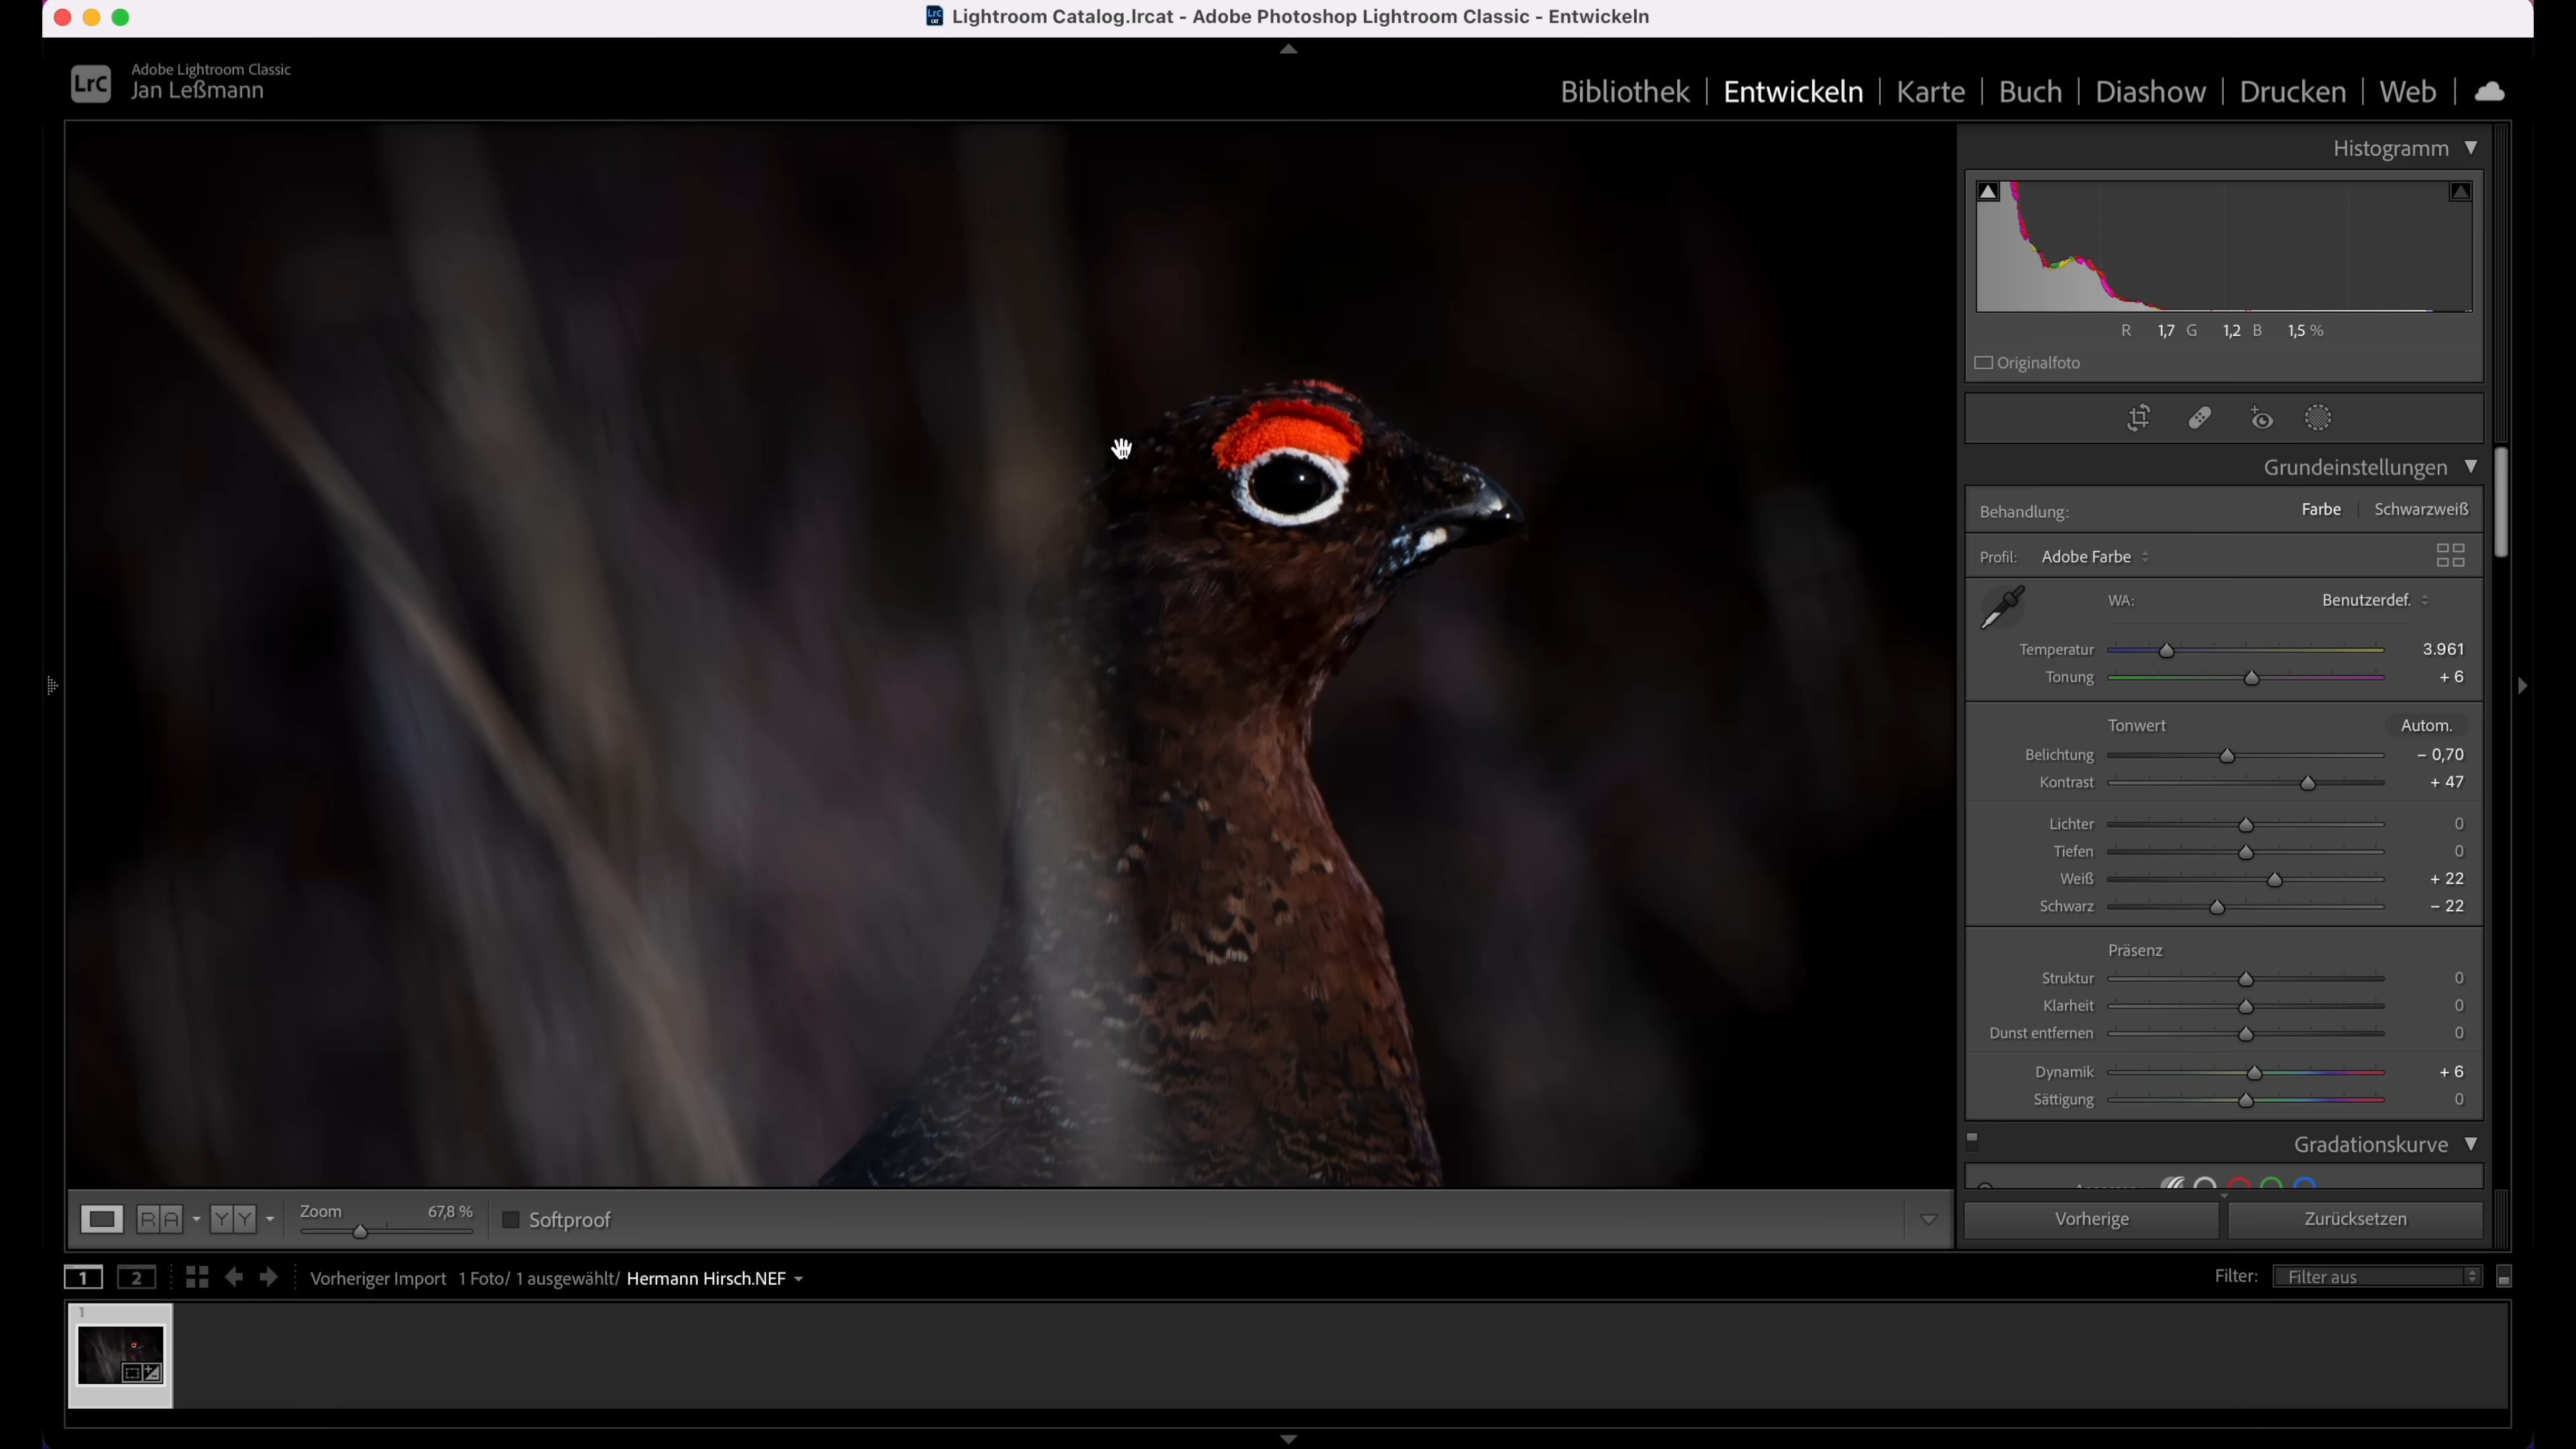 Lightroom Catalog.lrcat - Adobe Photoshop Lightroom Classic - Entwickeln
LrC
Adobe Lightroom Classic
Jan Leßmann
Bibliothek | Entwickeln | Karte | Buch | Diashow | Drucken | Web
Histogramm
R 1,7 G 1,2 B 1,5 %
Originalfoto
Grundeinstellungen
Behandlung: Farbe | Schwarzweiß
Profil: Adobe Farbe
WA: Benutzerdef.
Temperatur 3.961
Tonung + 6
Tonwert Autom.
Belichtung – 0,70
Kontrast + 47
Lichter 0
Tiefen 0
Weiß + 22
Schwarz – 22
Präsenz
Struktur 0
Klarheit 0
Dunst entfernen 0
Dynamik + 6
Sättigung 0
Gradationskurve
R A Y Y Zoom 67,8 % Softproof
Vorherige Zurücksetzen
1 2 Vorheriger Import 1 Foto/ 1 ausgewählt/ Hermann Hirsch.NEF
Filter: Filter aus
1